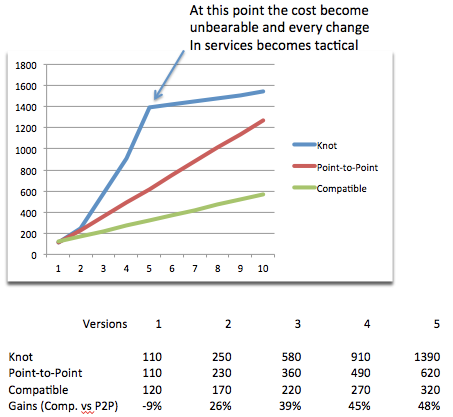 At this point the cost become
unbearable and every change
In services becomes tactical
1800
1600
1400
1200
1000
800
600
400
200
0
1 2 3 4 5 6 7 8 9 10
Knot
Point-to-Point
Compatible
Versions 1 2 3 4 5
Knot 110 250 580 910 1390
Point-to-Point 110 230 360 490 620
Compatible 120 170 220 270 320
Gains (Comp. vs P2P) -9% 26% 39% 45% 48%